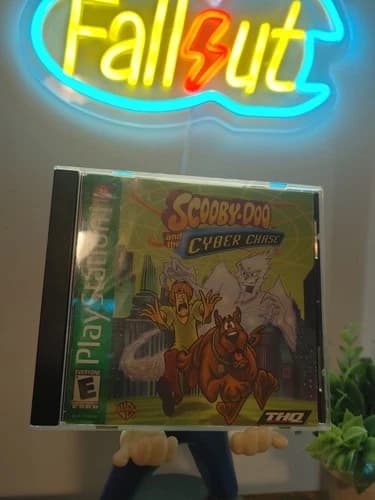 Fallout
SCOOBY-DOO
and
the
CYBER CHASE
PlayStation
EVERYONE
E
THQ